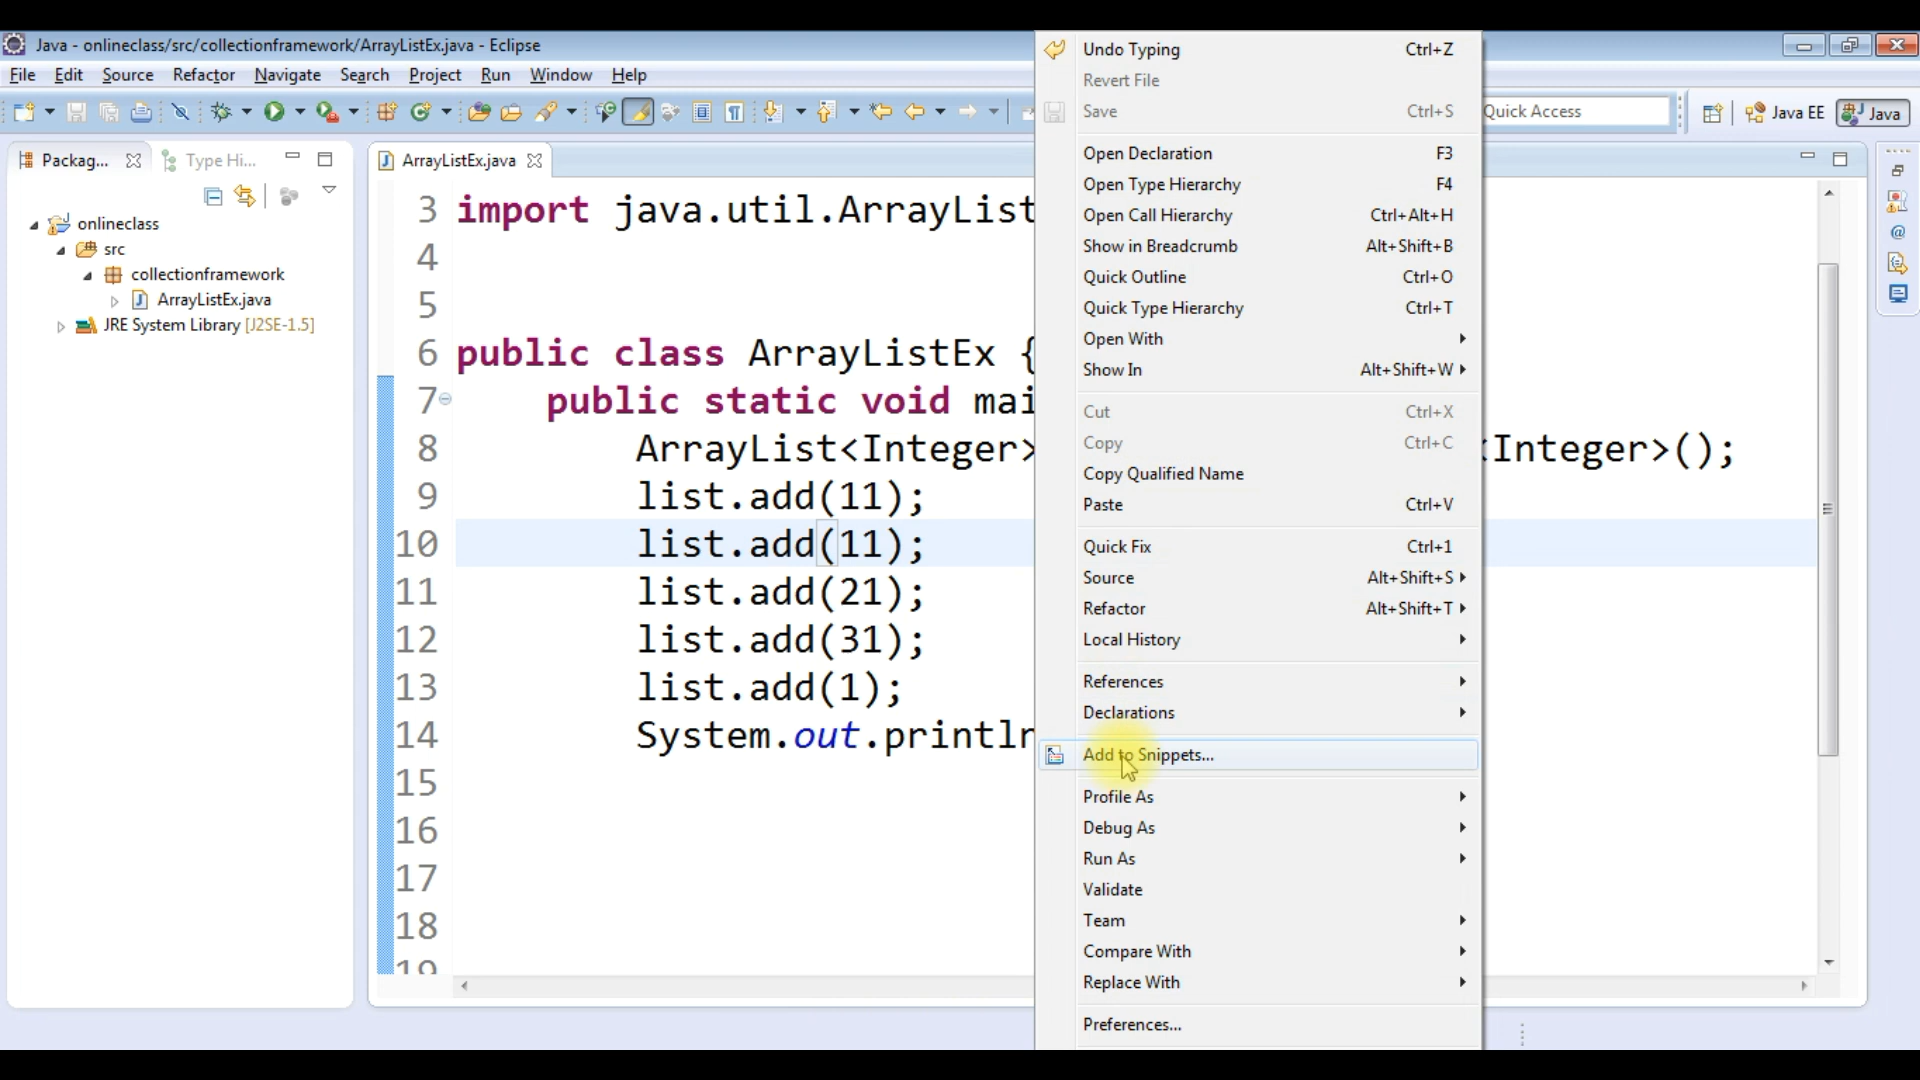 Java - onlineclass/src/collectionframework/ArrayListEx.java - Eclipse
File Edit Source Refactor Navigate Search Project Run Window Help
Quick Access
Java EE
Java
Packag...
Type Hi...
onlineclass
src
collectionframework
ArrayListEx.java
JRE System Library [J2SE-1.5]
ArrayListEx.java
3 import java.util.ArrayList
4
5
6 public class ArrayListEx {
7 public static void mai
8 ArrayList<Integer> <Integer>();
9 list.add(11);
10 list.add(11);
11 list.add(21);
12 list.add(31);
13 list.add(1);
14 System.out.println
15
16
17
18
19
Undo Typing Ctrl+Z
Revert File
Save Ctrl+S
Open Declaration F3
Open Type Hierarchy F4
Open Call Hierarchy Ctrl+Alt+H
Show in Breadcrumb Alt+Shift+B
Quick Outline Ctrl+O
Quick Type Hierarchy Ctrl+T
Open With
Show In Alt+Shift+W
Cut Ctrl+X
Copy Ctrl+C
Copy Qualified Name
Paste Ctrl+V
Quick Fix Ctrl+1
Source Alt+Shift+S
Refactor Alt+Shift+T
Local History
References
Declarations
Add to Snippets...
Profile As
Debug As
Run As
Validate
Team
Compare With
Replace With
Preferences...